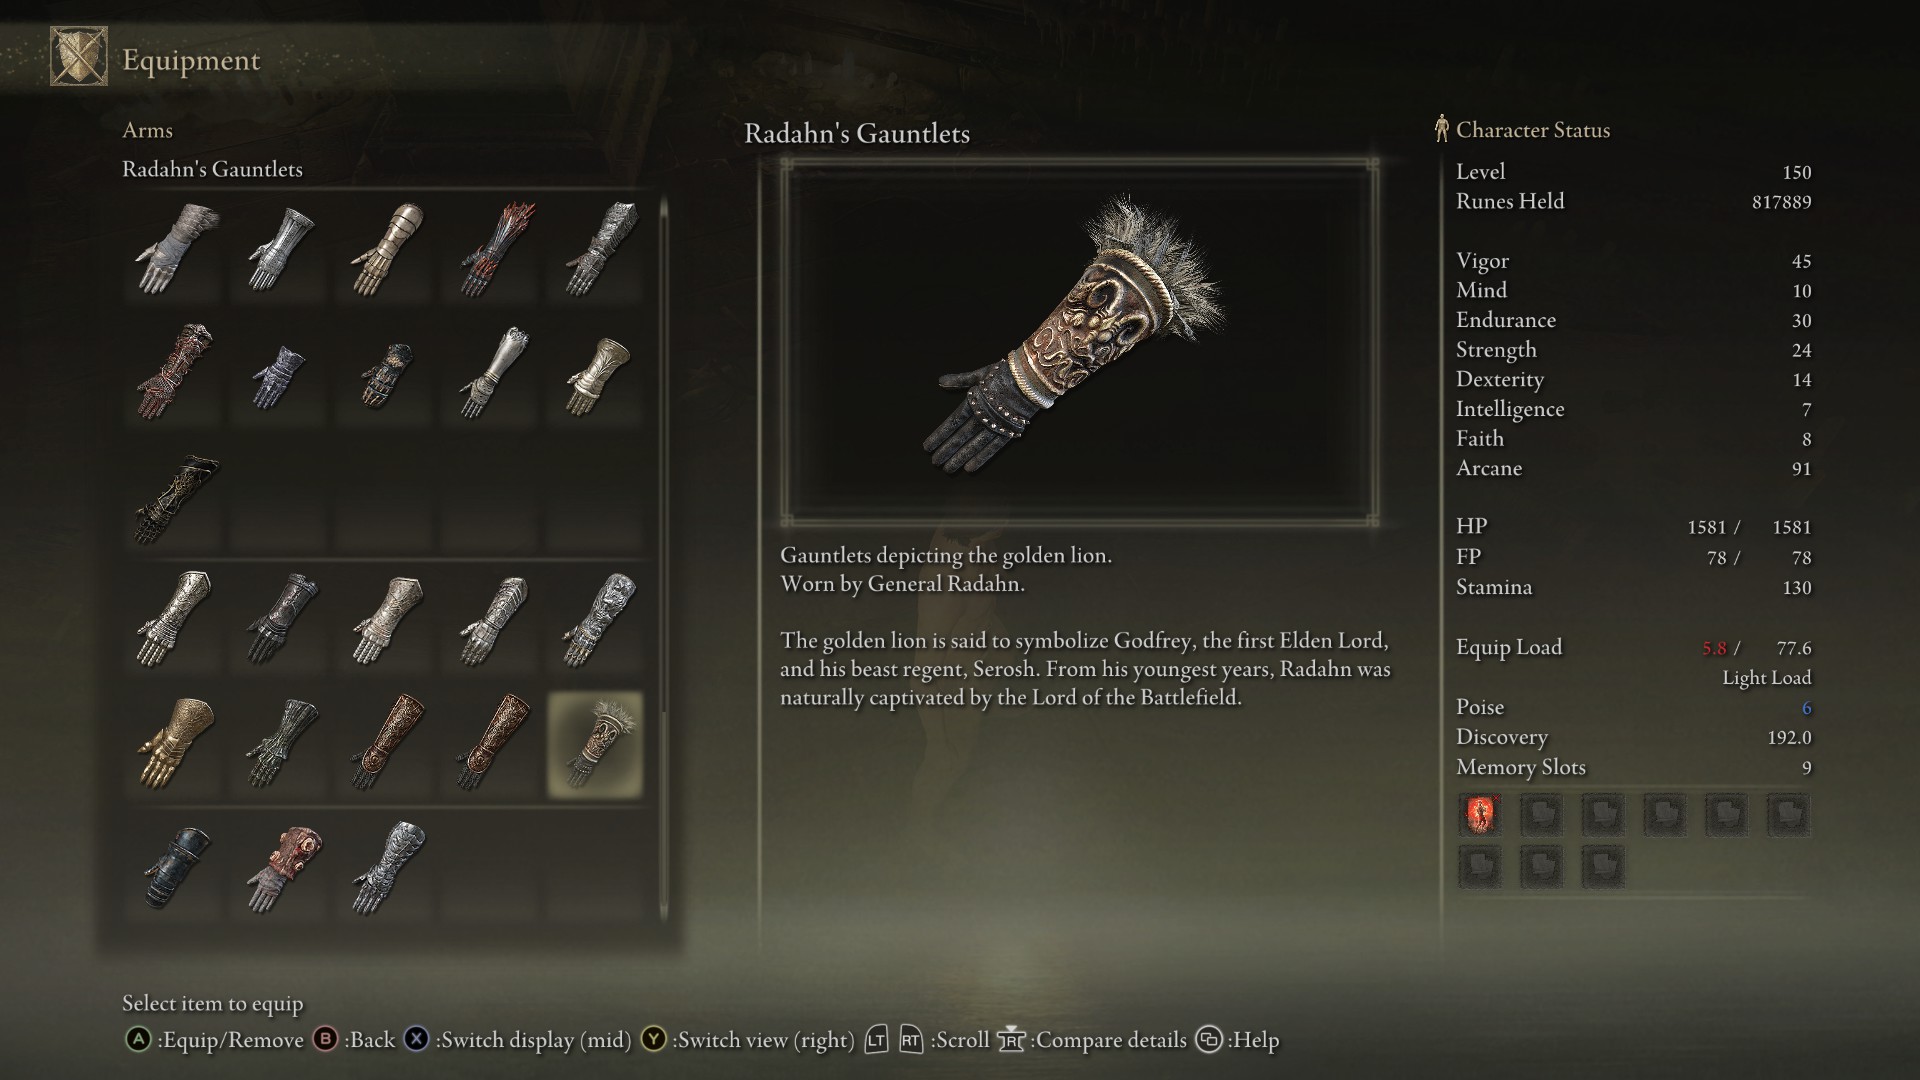 Equipment
Arms
Radahn's Gauntlets
Radahn's Gauntlets
Gauntlets depicting the golden lion.
Worn by General Radahn.
The golden lion is said to symbolize Godfrey, the first Elden Lord,
and his beast regent, Serosh. From his youngest years, Radahn was
naturally captivated by the Lord of the Battlefield.
Character Status
Level 150
Runes Held 817889
Vigor 45
Mind 10
Endurance 30
Strength 24
Dexterity 14
Intelligence 7
Faith 8
Arcane 91
HP 1581 / 1581
FP 78 / 78
Stamina 130
Equip Load 5.8 / 77.6
Light Load
Poise 6
Discovery 192.0
Memory Slots 9
Select item to equip
A :Equip/Remove B :Back X :Switch display (mid) Y :Switch view (right) LT RT :Scroll R :Compare details :Help